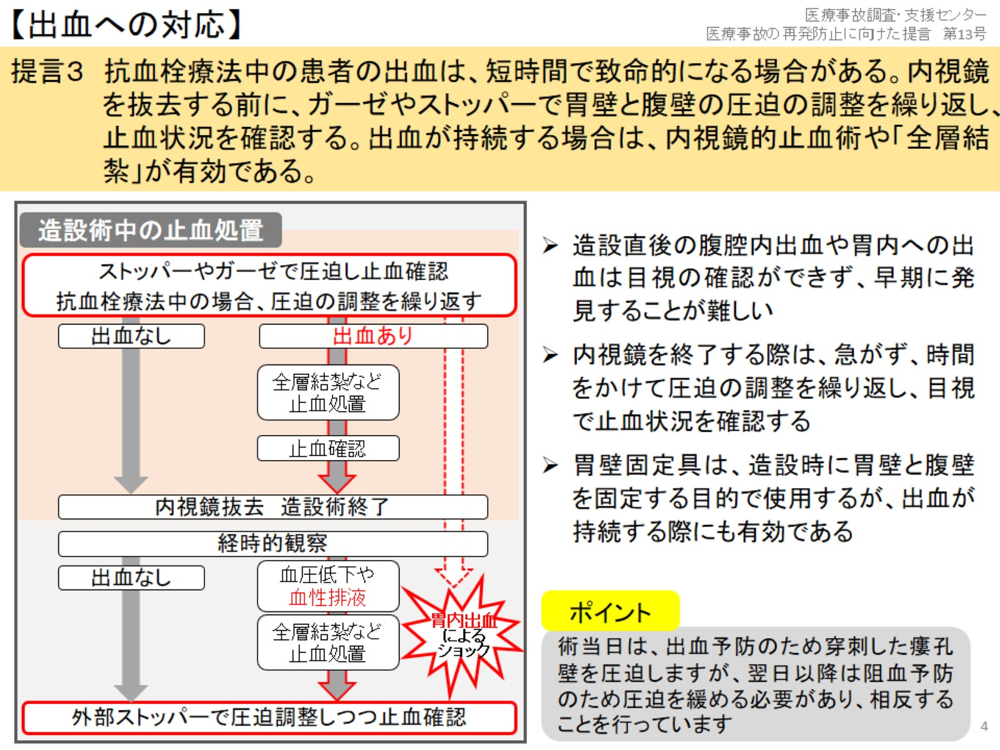 【出血への対応】
医療事故調査・支援センター
医療事故の再発防止に向けた提言　第13号
提言３　抗血栓療法中の患者の出血は、短時間で致命的になる場合がある。内視鏡
を抜去する前に、ガーゼやストッパーで胃壁と腹壁の圧迫の調整を繰り返し、
止血状況を確認する。出血が持続する場合は、内視鏡的止血術や「全層結
紮」が有効である。
造設術中の止血処置
ストッパーやガーゼで圧迫し止血確認
抗血栓療法中の場合、圧迫の調整を繰り返す
出血なし
出血あり
全層結紮など
止血処置
止血確認
内視鏡抜去　造設術終了
経時的観察
出血なし
血圧低下や
血性排液
全層結紮など
止血処置
胃内出血
による
ショック
外部ストッパーで圧迫調整しつつ止血確認
➢ 造設直後の腹腔内出血や胃内への出
血は目視の確認ができず、早期に発
見することが難しい
➢ 内視鏡を終了する際は、急がず、時間
をかけて圧迫の調整を繰り返し、目視
で止血状況を確認する
➢ 胃壁固定具は、造設時に胃壁と腹壁
を固定する目的で使用するが、出血が
持続する際にも有効である
ポイント
術当日は、出血予防のため穿刺した瘻孔
壁を圧迫しますが、翌日以降は阻血予防
のため圧迫を緩める必要があり、相反する
ことを行っています
4